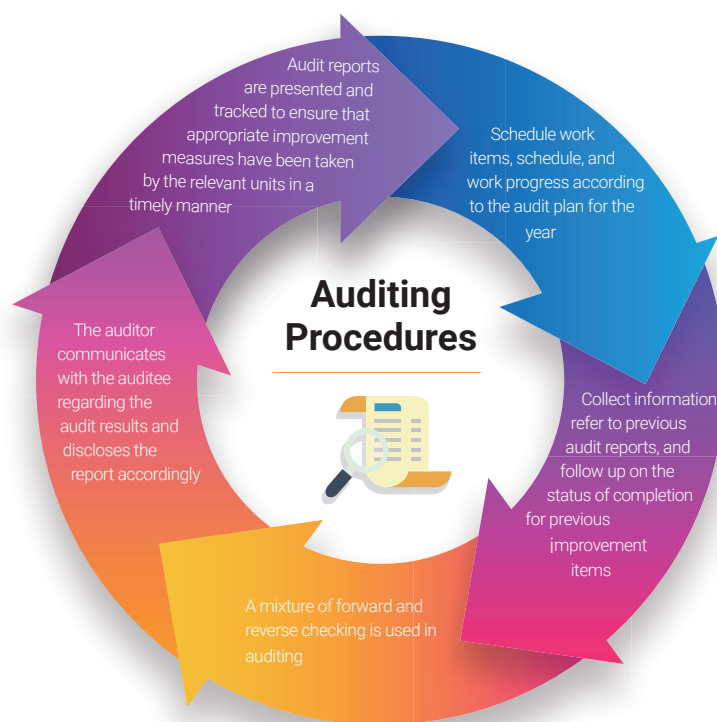 Auditing
Procedures
Audit reports
are presented and
tracked to ensure that
appropriate improvement
measures have been taken
by the relevant units in a
timely manner
Schedule work
items, schedule, and
work progress according
to the audit plan for the
year
Collect information
refer to previous
audit reports, and
follow up on the
status of completion
for previous
improvement
items
A mixture of forward and
reverse checking is used in
auditing
The auditor
communicates
with the auditee
regarding the
audit results and
discloses the
report accordingly